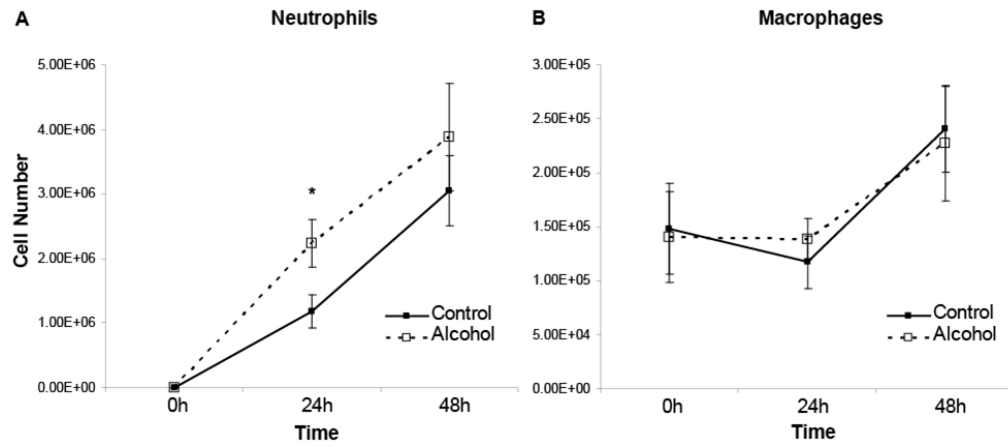 A
Neutrophils
5.00E+06
4.00E+06
3.00E+06
2.00E+06
1.00E+06
0.00E+00
Cell Number
*
Control
Alcohol
0h
24h
48h
Time
B
Macrophages
3.00E+05
2.50E+05
2.00E+05
1.50E+05
1.00E+05
5.00E+04
0.00E+00
Control
Alcohol
0h
24h
48h
Time